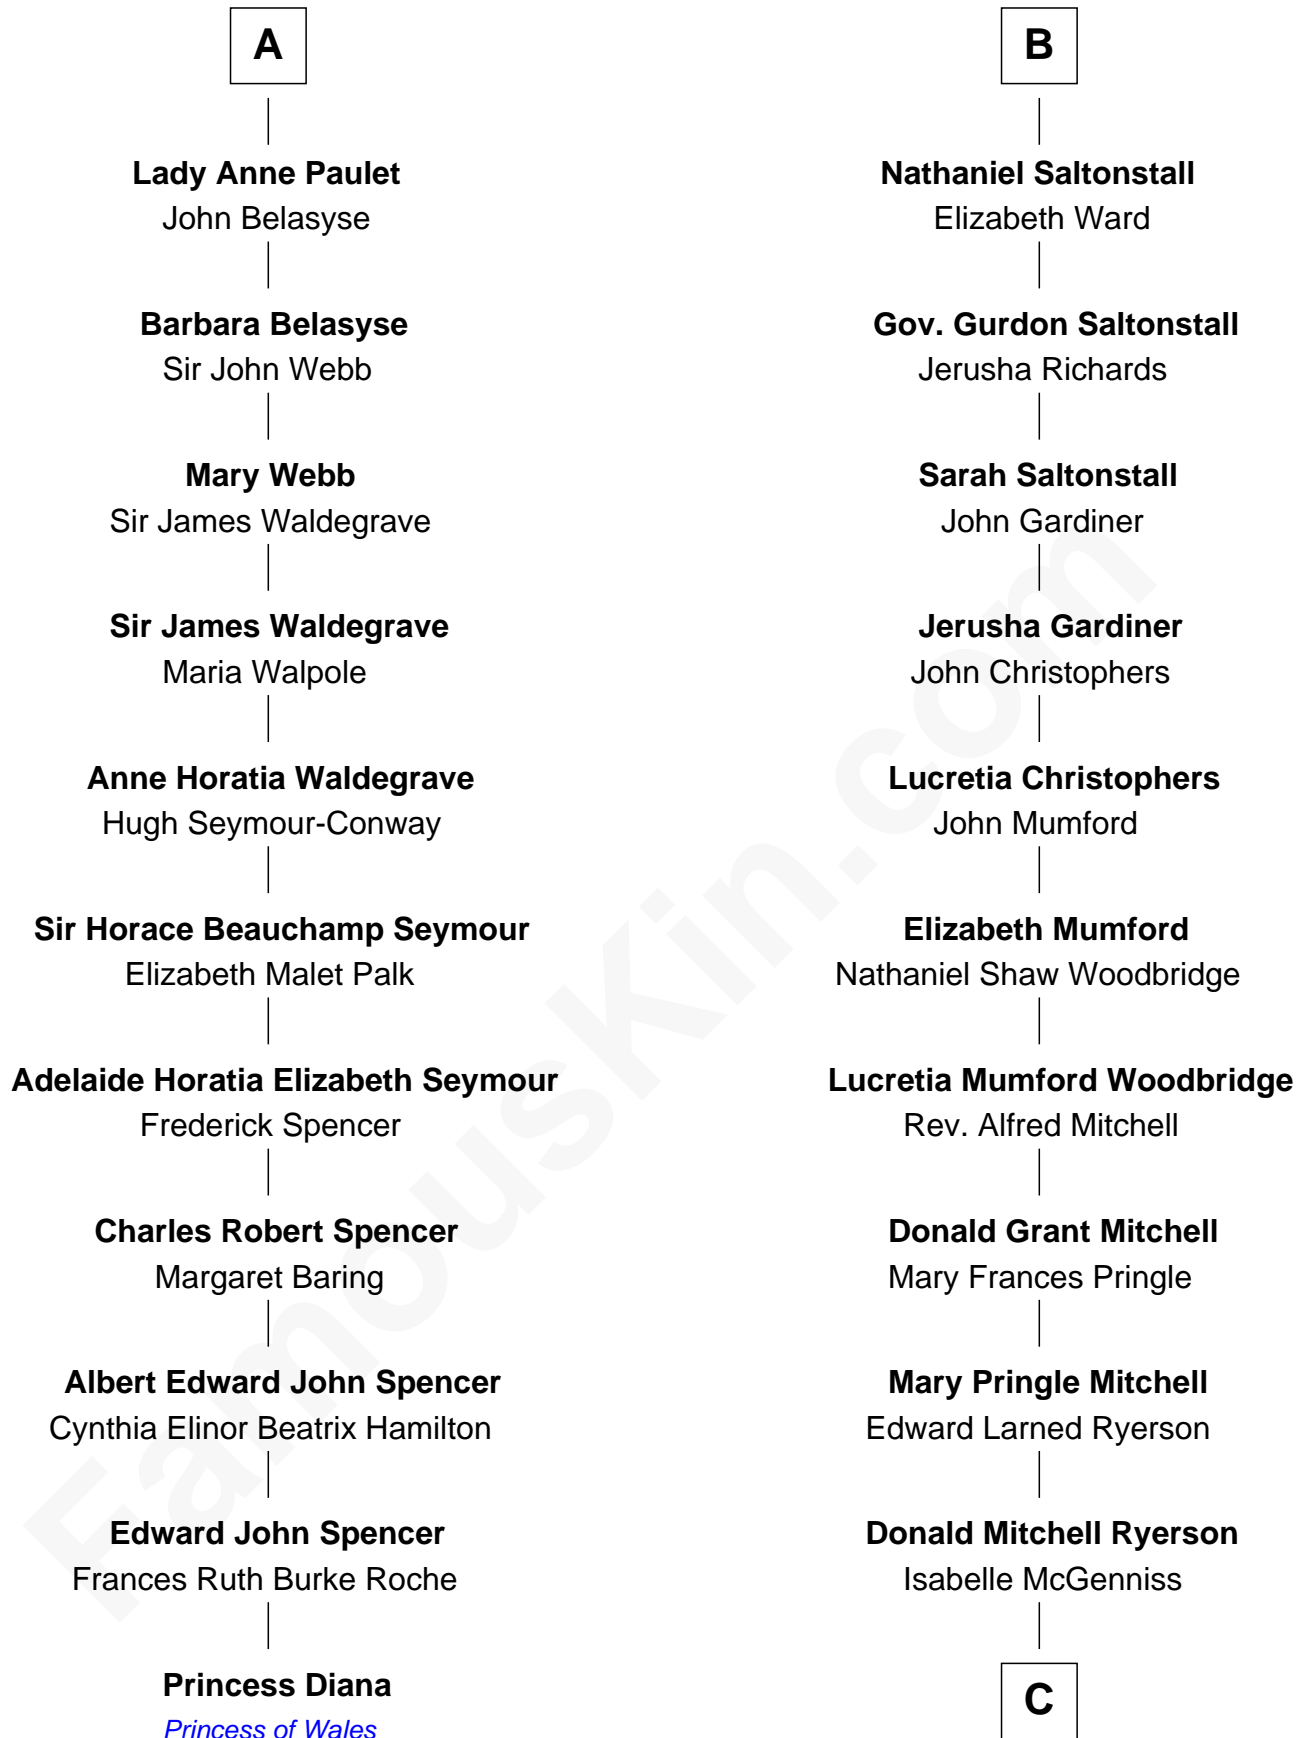 A
Lady Anne Paulet
John Belasyse
Barbara Belasyse
Sir John Webb
Mary Webb
Sir James Waldegrave
Sir James Waldegrave
Maria Walpole
Anne Horatia Waldegrave
Hugh Seymour-Conway
Sir Horace Beauchamp Seymour
Elizabeth Malet Palk
Adelaide Horatia Elizabeth Seymour
Frederick Spencer
Charles Robert Spencer
Margaret Baring
Albert Edward John Spencer
Cynthia Elinor Beatrix Hamilton
Edward John Spencer
Frances Ruth Burke Roche
Princess Diana
Princess of Wales
B
Nathaniel Saltonstall
Elizabeth Ward
Gov. Gurdon Saltonstall
Jerusha Richards
Sarah Saltonstall
John Gardiner
Jerusha Gardiner
John Christophers
Lucretia Christophers
John Mumford
Elizabeth Mumford
Nathaniel Shaw Woodbridge
Lucretia Mumford Woodbridge
Rev. Alfred Mitchell
Donald Grant Mitchell
Mary Frances Pringle
Mary Pringle Mitchell
Edward Larned Ryerson
Donald Mitchell Ryerson
Isabelle McGenniss
C
FamousKin.com